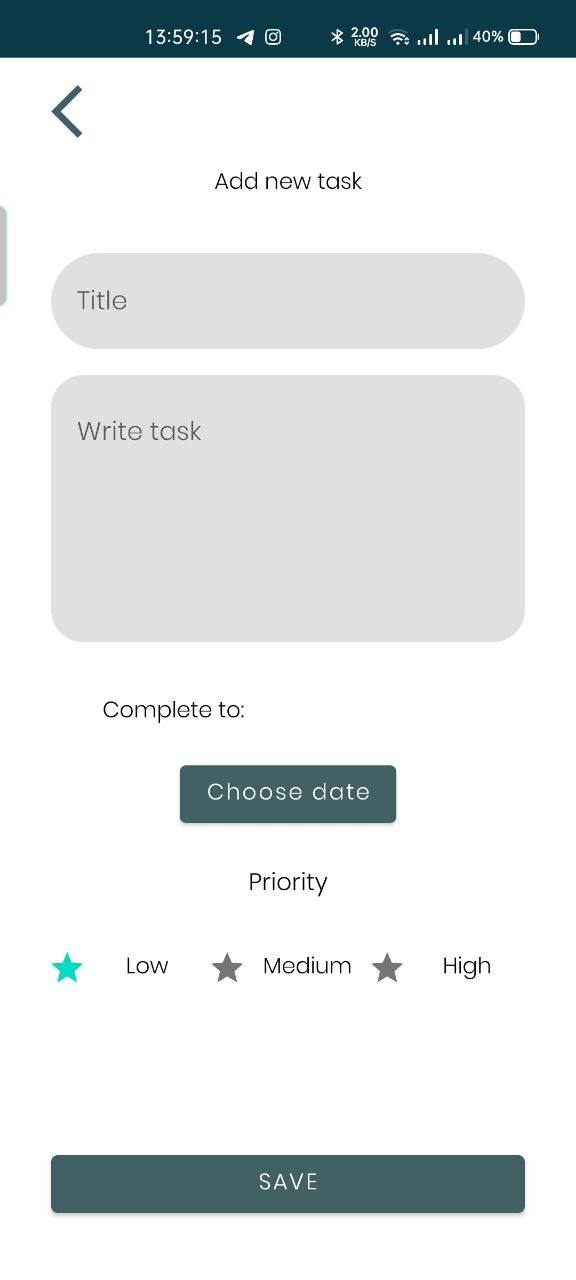 13:59:15 2.00 KB/S 40%
Add new task
Title
Write task
Complete to:
Choose date
Priority
Low Medium High
SAVE